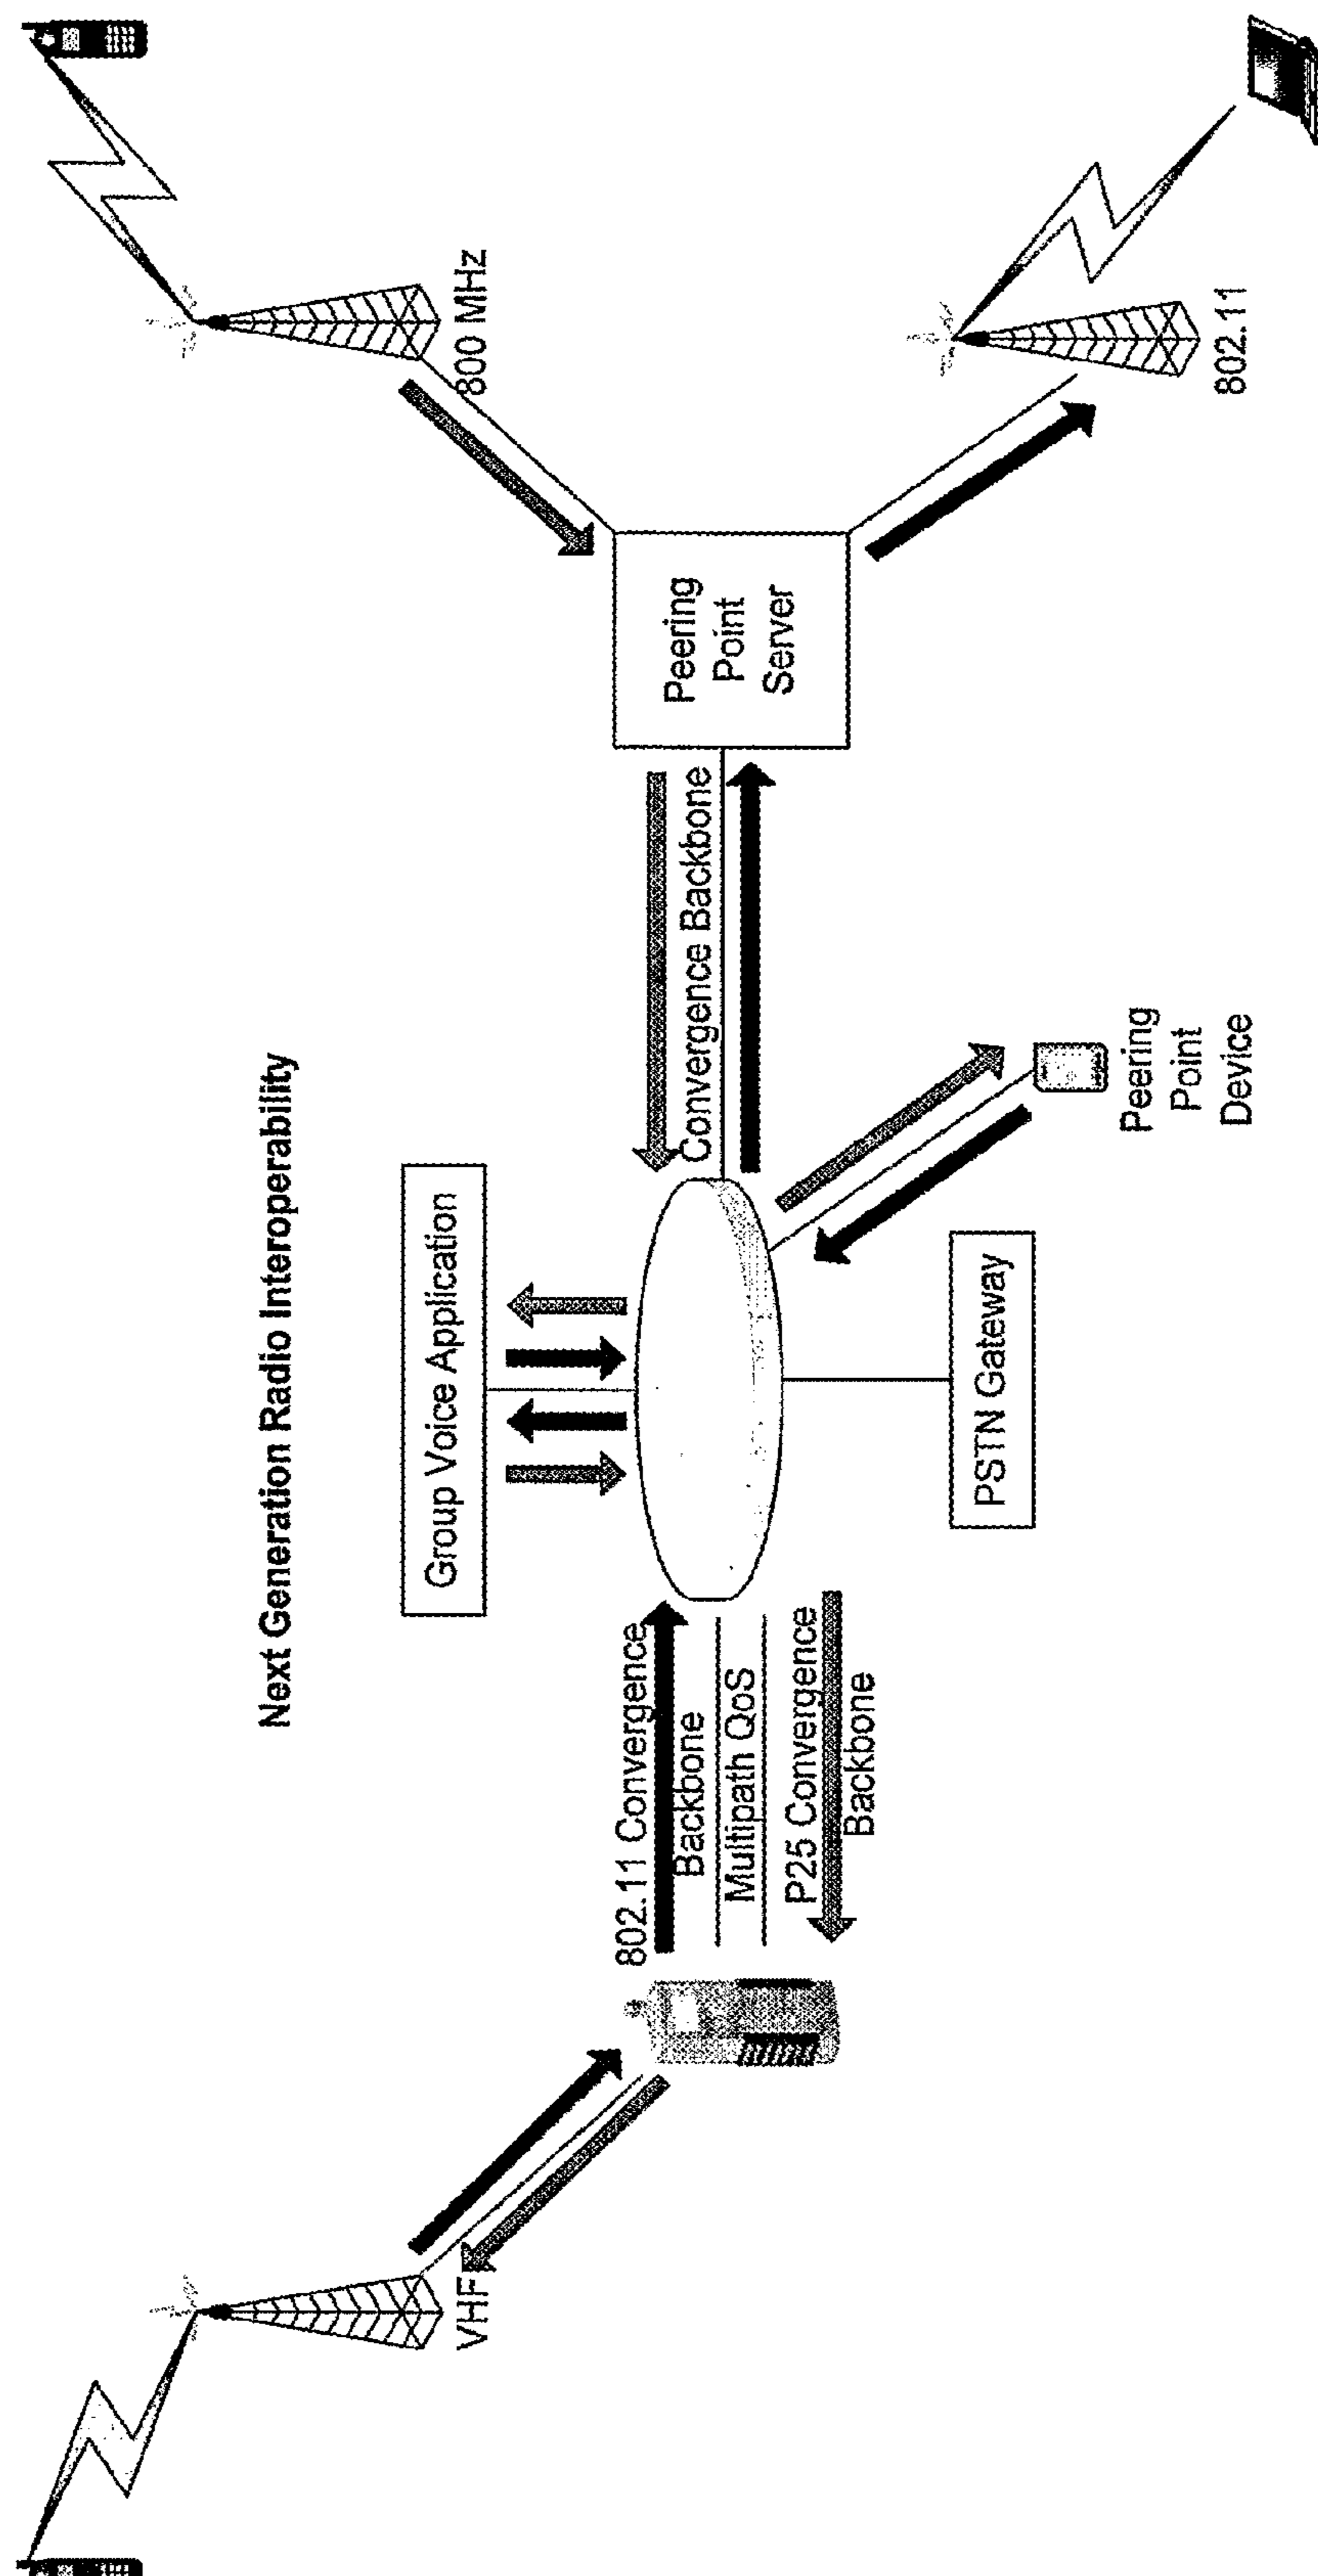 Next Generation Radio Interoperability
Group Voice Application
VHF
802.11 Convergence
Backbone
Multipath QoS
P25 Convergence
Backbone
Convergence Backbone
Peering
Point
Server
800 MHz
PSTN Gateway
Peering
Point
Device
802.11